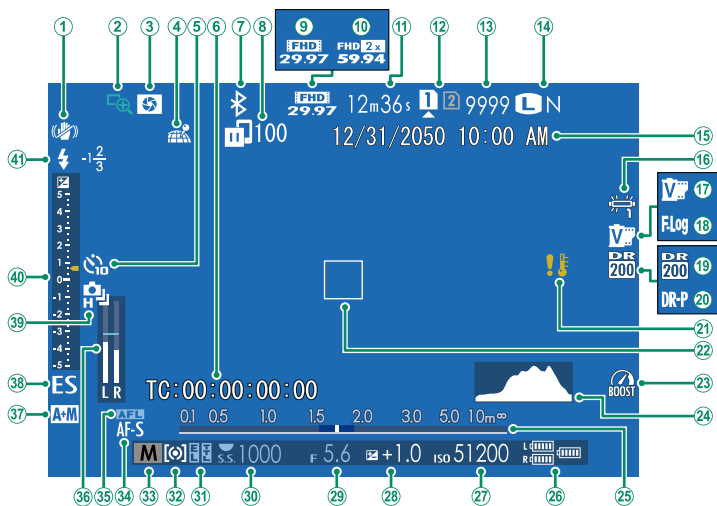 9 10
FHD FHD 2x
29.97 59.94
1 2 3 4 5 6 7 8 11 12 13 14
FHD
29.97 12m36s 1 2 9999 L N
100
12/31/2050 10:00 AM 15
16
41 -1 2/3
17
V
F-Log 18
5
4
3
2
1
0
-1
-2
-3
-4
-5
40
10
1
V
DR
200
DR
200 19
DR-P 20
21
22
39 H
BOOST 23
24
38 ES
L R
TC:00:00:00:00
37 A+M
AFL
AF-S
0.1 0.5 1.0 1.5 2.0 3.0 5.0 10m∞
M EF TL S.S. 1000 F 5.6 +1.0 ISO 51200 L R
36 35 34 33 32 31 30 29 28 27 26 25